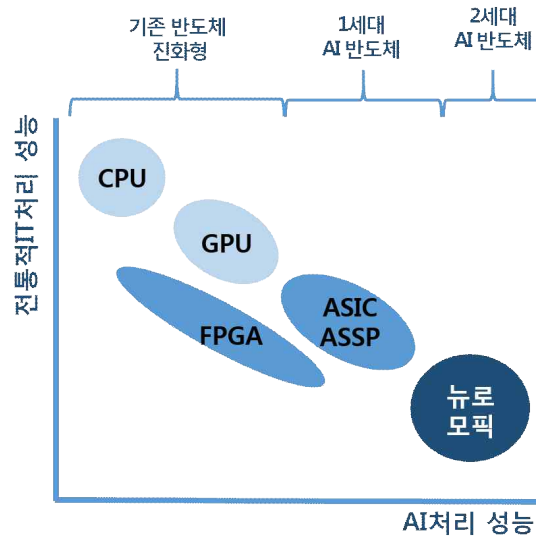 기존 반도체
진화형
1세대
AI 반도체
2세대
AI 반도체
전통적IT처리 성능
CPU
GPU
FPGA
ASIC
ASSP
뉴로
모픽
AI처리 성능